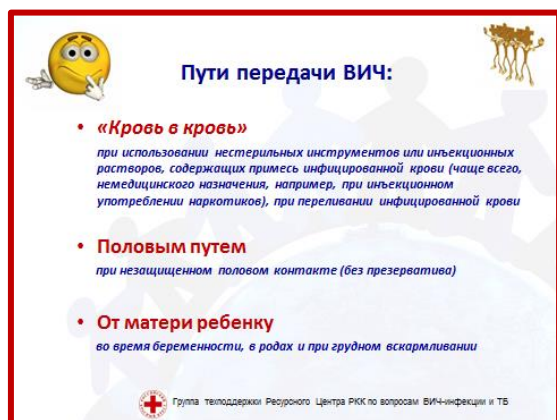 Пути передачи ВИЧ:
• «Кровь в кровь»
при использовании нестерильных инструментов или инъекционных
растворов, содержащих примесь инфицированной крови (чаще всего,
немедицинского назначения, например, при инъекционном
употреблении наркотиков), при переливании инфицированной крови
• Половым путем
при незащищенном половом контакте (без презерватива)
• От матери ребенку
во время беременности, в родах и при грудном вскармливании
Группа техподдержки Ресурсного Центра РКК по вопросам ВИЧ-инфекции и ТБ